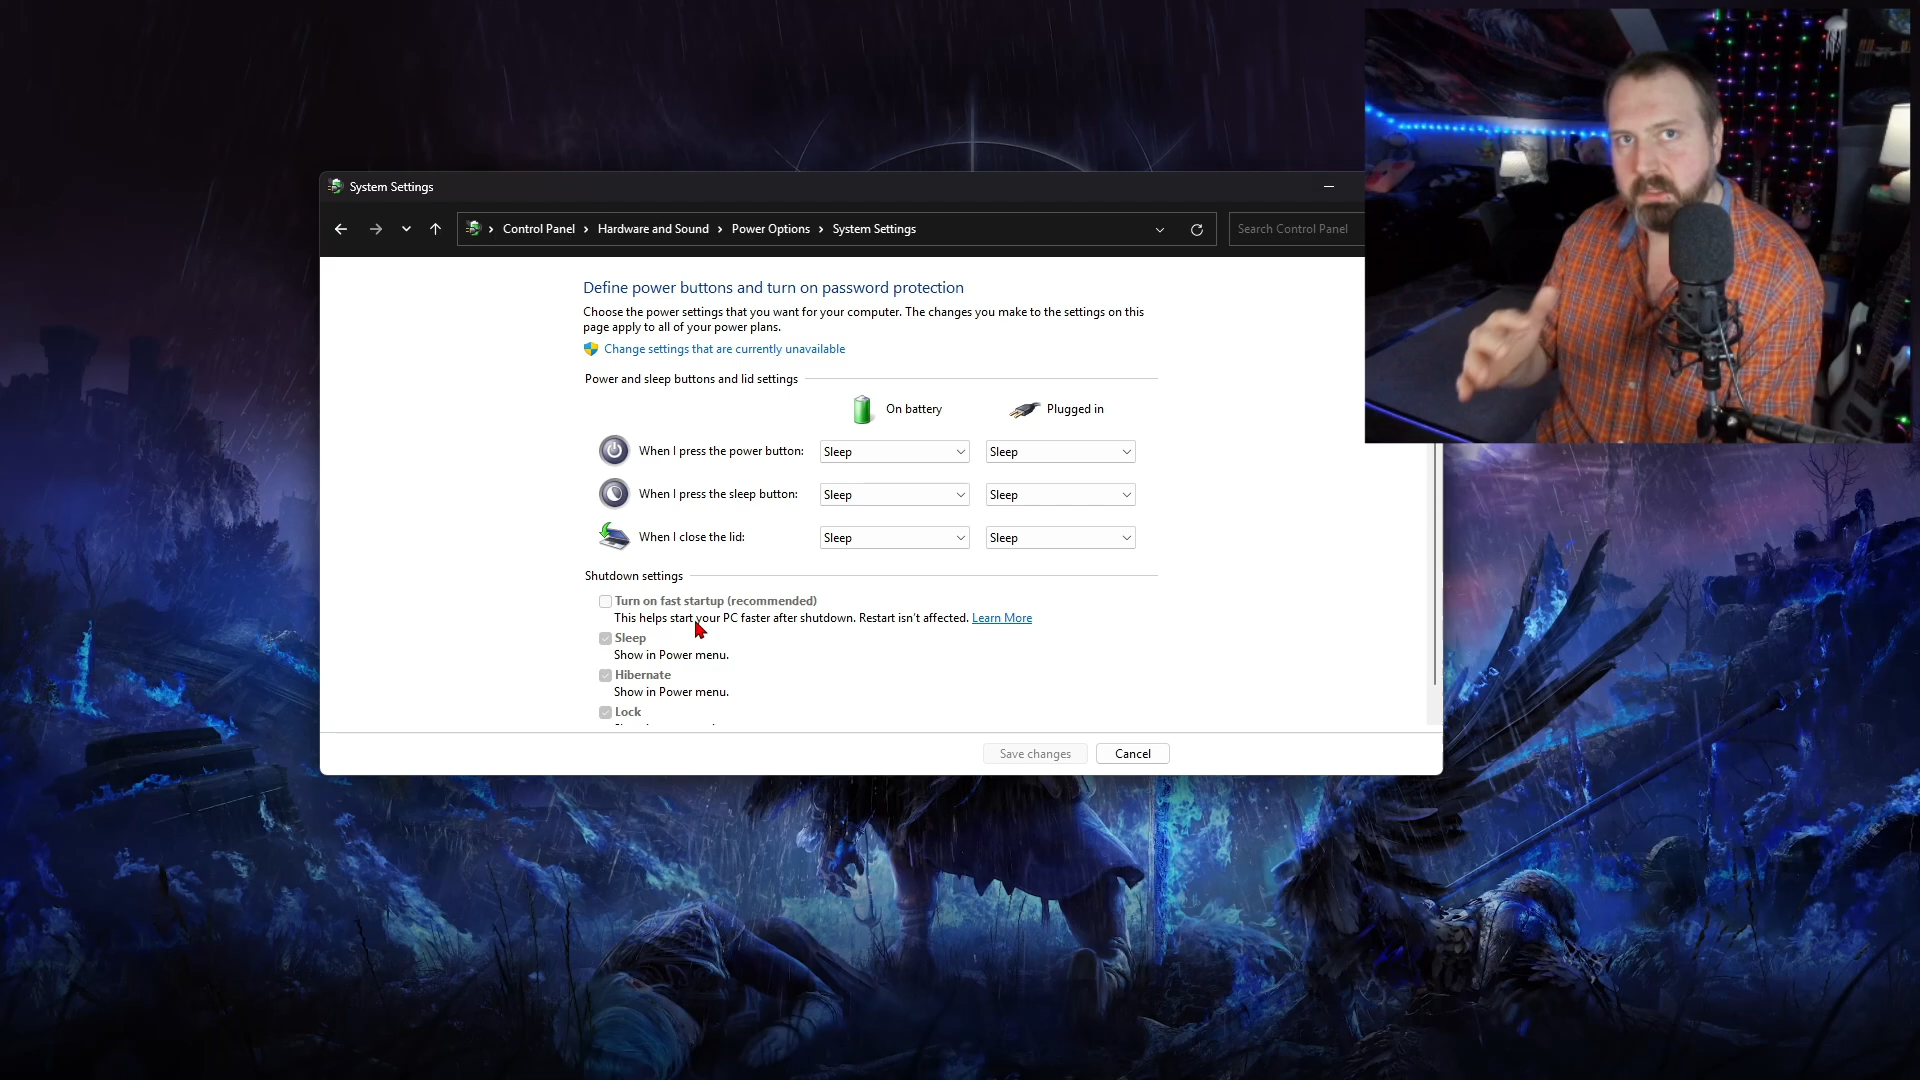 System Settings
Control Panel › Hardware and Sound › Power Options › System Settings
Search Control Panel
Define power buttons and turn on password protection
Choose the power settings that you want for your computer. The changes you make to the settings on this
page apply to all of your power plans.
Change settings that are currently unavailable
Power and sleep buttons and lid settings
On battery Plugged in
When I press the power button: Sleep Sleep
When I press the sleep button: Sleep Sleep
When I close the lid: Sleep Sleep
Shutdown settings
Turn on fast startup (recommended)
This helps start your PC faster after shutdown. Restart isn't affected. Learn More
Sleep
Show in Power menu.
Hibernate
Show in Power menu.
Lock
Save changes Cancel